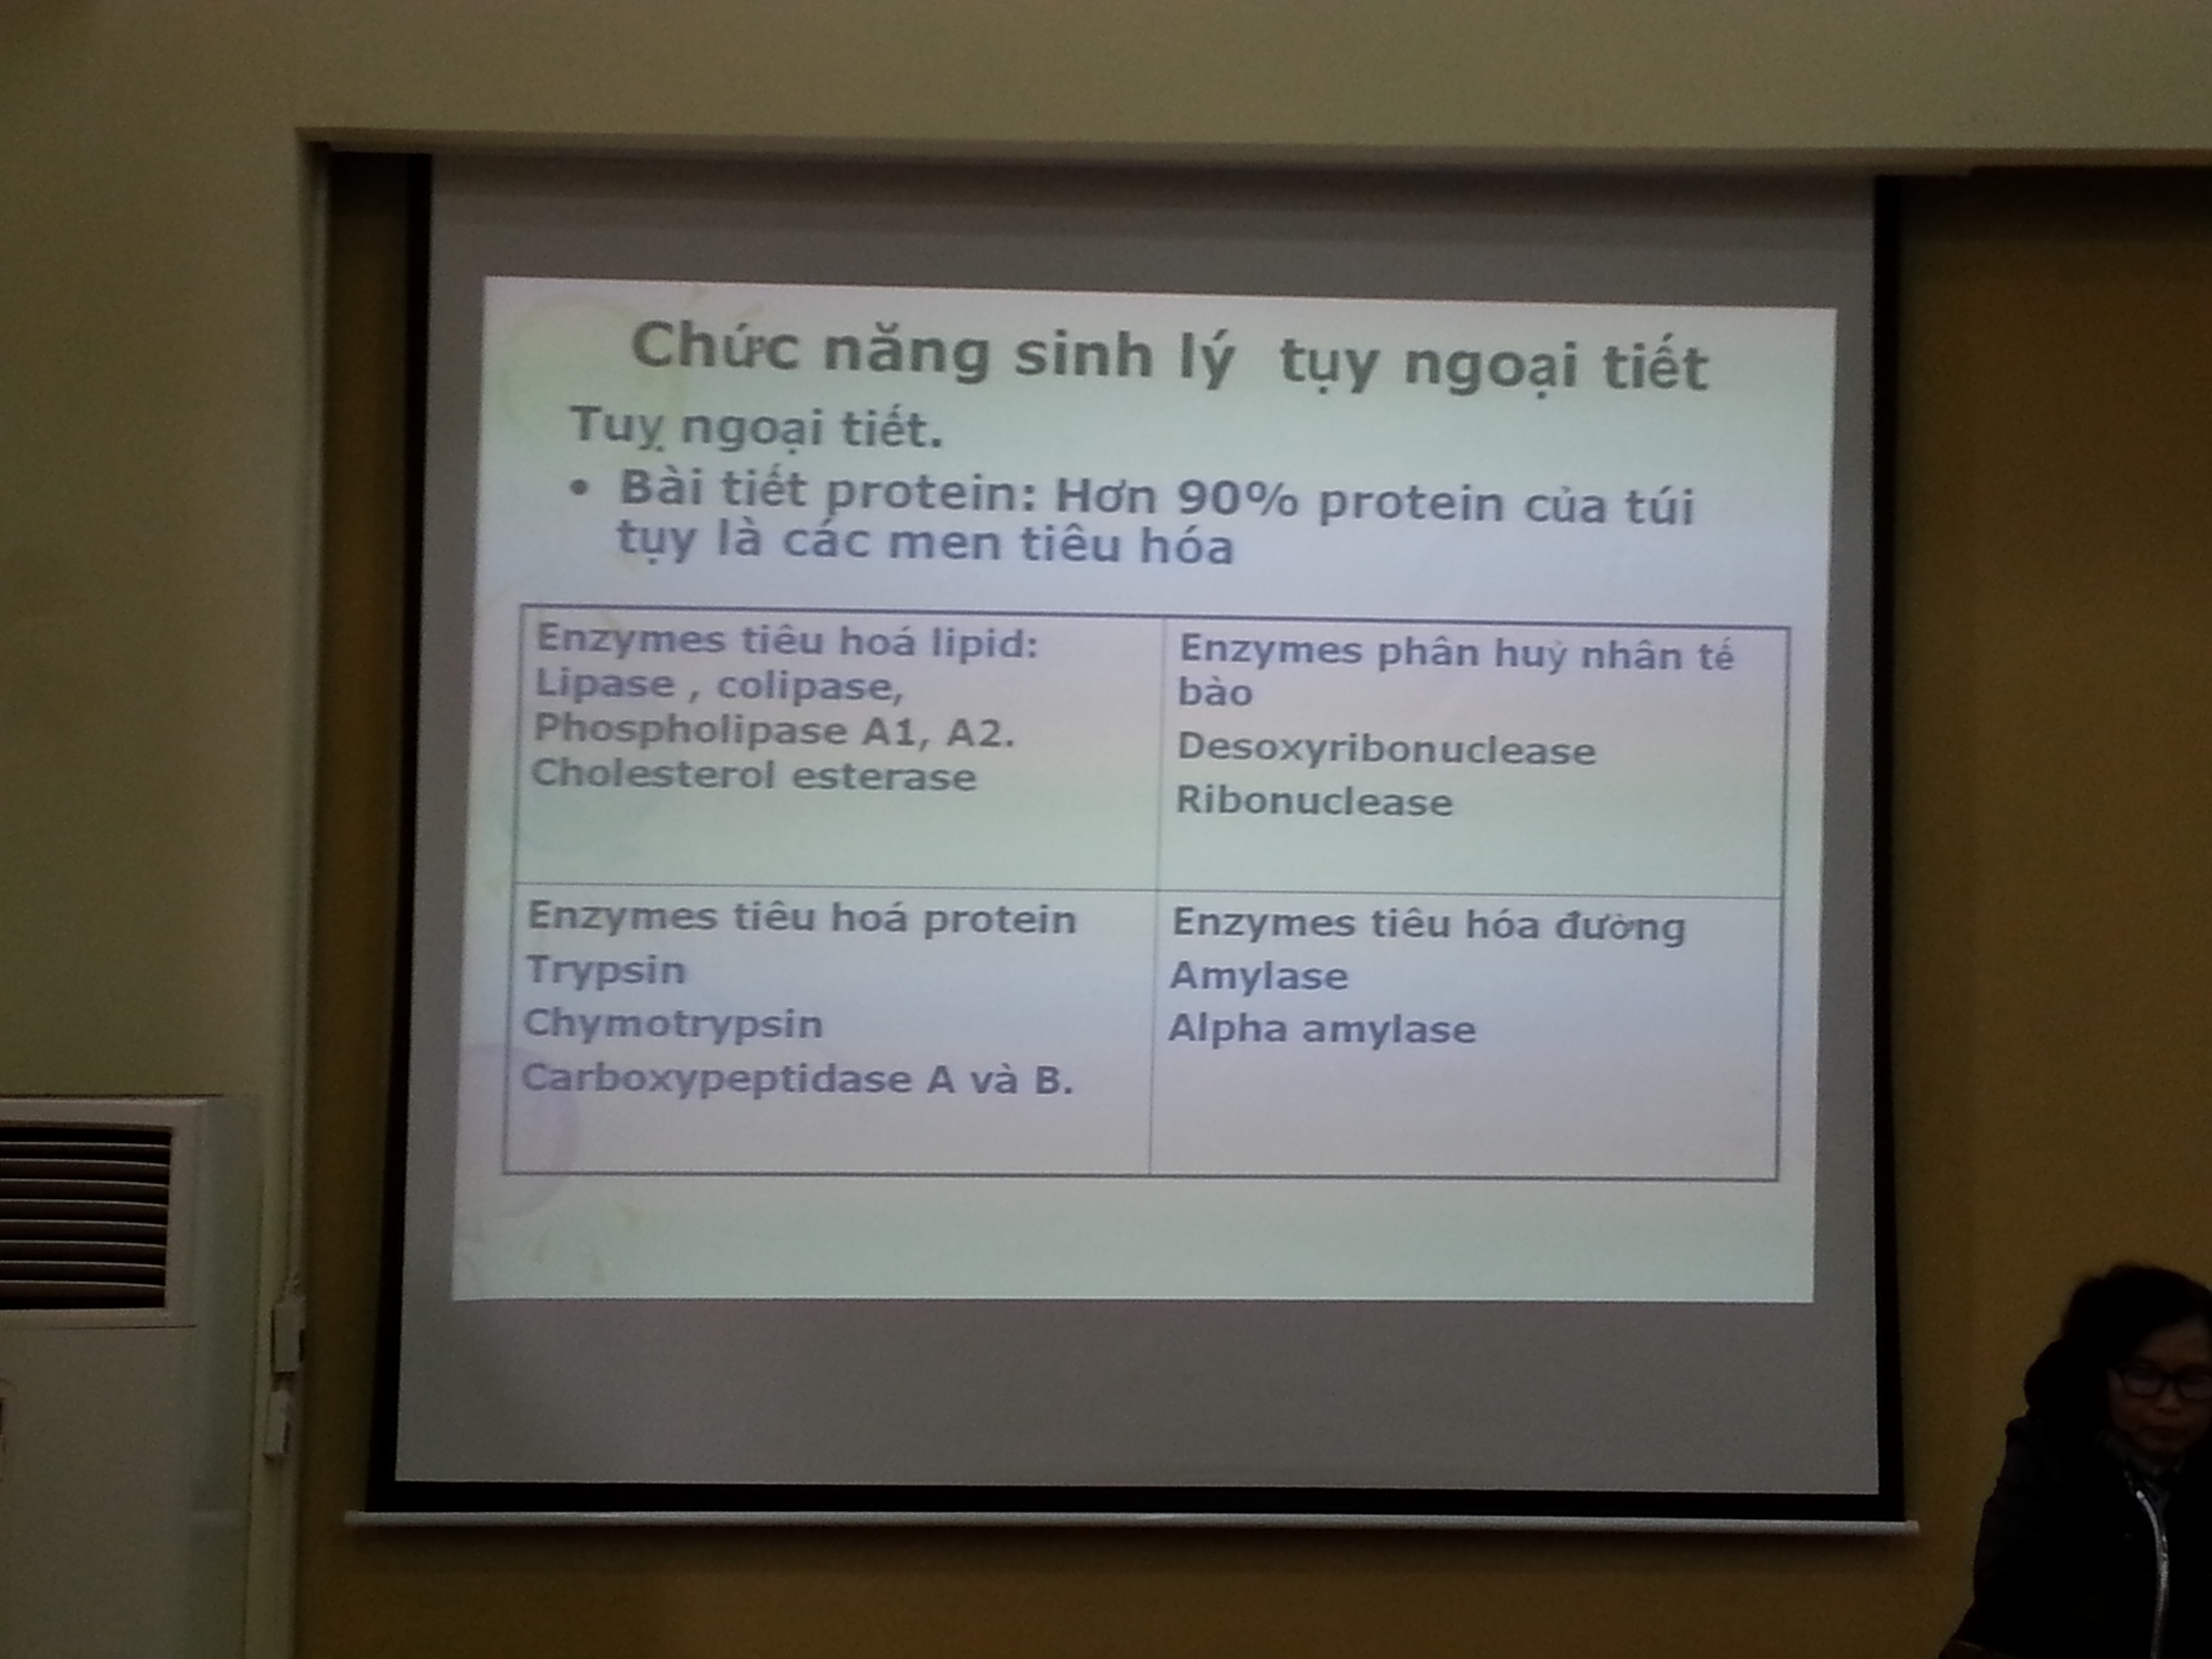 Chức năng sinh lý tụy ngoại tiết
Tuỵ ngoại tiết.
• Bài tiết protein: Hơn 90% protein của túi
tụy là các men tiêu hóa
Enzymes tiêu hoá lipid:
Lipase , colipase,
Phospholipase A1, A2.
Cholesterol esterase
Enzymes phân huỷ nhân tế
bào
Desoxyribonuclease
Ribonuclease
Enzymes tiêu hoá protein
Trypsin
Chymotrypsin
Carboxypeptidase A và B.
Enzymes tiêu hóa đường
Amylase
Alpha amylase